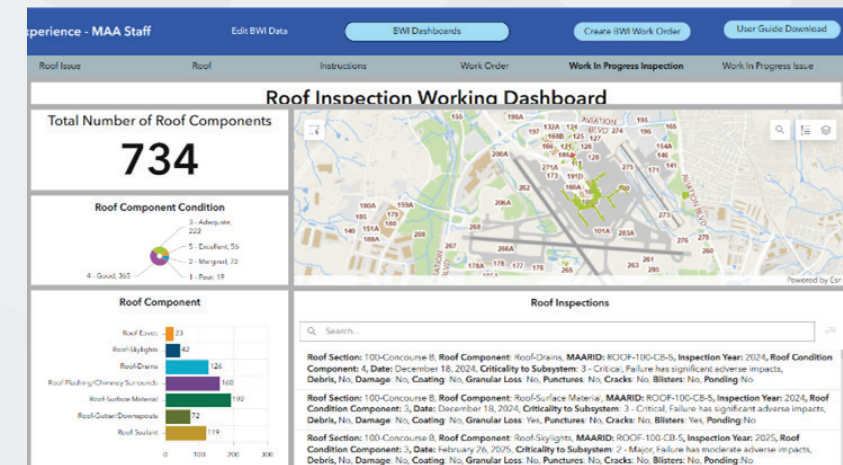 xperience - MAA Staff
Edit BWI Data
BWI Dashboards
Create BWI Work Order
User Guide Download
Roof Issue
Roof
Instructions
Work Order
Work In Progress Inspection
Work In Progress Issue
Roof Inspection Working Dashboard
Total Number of Roof Components
734
Roof Component Condition
3 - Adequate, 222
5 - Excellent, 56
2 - Marginal, 72
1 - Poor, 19
4 - Good, 365
Roof Component
Roof-Eaves 23
Roof-Skylights 42
Roof-Drains 126
Roof Flashing/Chimney Surrounds 160
Roof-Surface Material 192
Roof-Gutter/Downspouts 72
Roof Sealant 119
0 100 200 300
AVIATION BLVD
AVIATION BLVD
Powered by Esr
Roof Inspections
Search...
Roof Section: 100-Concourse B, Roof Component: Roof-Drains, MAARID: ROOF-100-CB-5, Inspection Year: 2024, Roof Condition
Component: 4, Date: December 18, 2024, Criticality to Subsystem: 3 - Critical, Failure has significant adverse impacts,
Debris, No, Damage: No, Coating: No, Granular Loss: No, Punctures: No, Cracks: No, Blisters: No, Ponding:No
Roof Section: 100-Concourse B, Roof Component: Roof-Surface Material, MAARID: ROOF-100-CB-5, Inspection Year: 2024, Roof
Condition Component: 3, Date: December 18, 2024, Criticality to Subsystem: 3 - Critical, Failure has significant adverse impacts,
Debris, No, Damage: No, Coating: No, Granular Loss: Yes, Punctures: No, Cracks: No, Blisters: Yes, Ponding:No
Roof Section: 100-Concourse B, Roof Component: Roof-Skylights, MAARID: ROOF-100-CB-5, Inspection Year: 2025, Roof
Condition Component: 3, Date: February 26, 2025, Criticality to Subsystem: 2 - Major, Failure has moderate adverse impacts,
Debris, No, Damage: No, Coating: No, Granular Loss: No, Punctures: No, Cracks: No, Blisters: No, Ponding:No